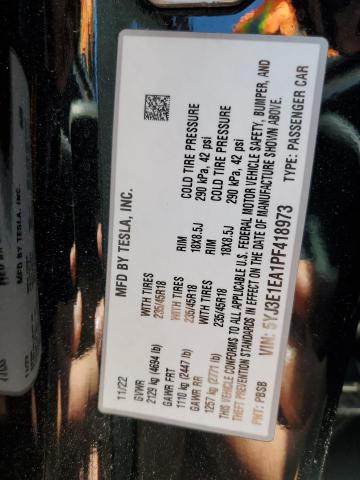 MFD BY TESLA, INC.
11/22
GVWR
2129 kg (4694 lb)
WITH TIRES
235/45R18
RIM
18X8.5J
COLD TIRE PRESSURE
290 kPa, 42 psi
GAWR FRT
1110 kg (2447 lb)
WITH TIRES
235/45R18
RIM
18X8.5J
COLD TIRE PRESSURE
290 kPa, 42 psi
GAWR RR
1257 kg (2771 lb)
THIS VEHICLE CONFORMS TO ALL APPLICABLE U.S. FEDERAL MOTOR VEHICLE SAFETY, BUMPER, AND
THEFT PREVENTION STANDARDS IN EFFECT ON THE DATE OF MANUFACTURE SHOWN ABOVE.
PNT: PBSB
VIN: 5YJ3E1EA1PF418973
TYPE: PASSENGER CAR
MFD BY TESLA, INC.